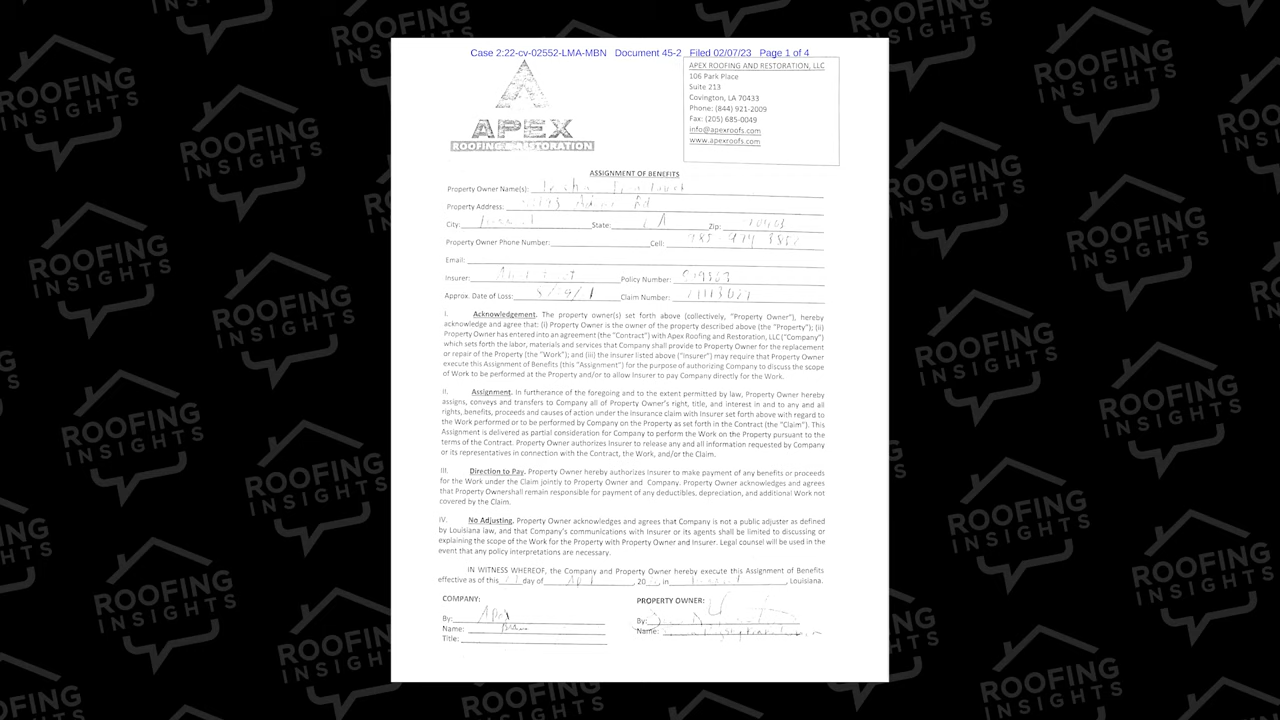 Case 2:22-cv-02552-LMA-MBN Document 45-2 Filed 02/07/23 Page 1 of 4
APEX
ROOFING & RESTORATION
APEX ROOFING AND RESTORATION, LLC
106 Park Place
Suite 213
Covington, LA 70433
Phone: (844) 921-2009
Fax: (205) 685-0049
info@apexroofs.com
www.apexroofs.com
ASSIGNMENT OF BENEFITS
Property Owner Name(s):
Property Address: Rd
City: State: LA Zip:
Property Owner Phone Number: Cell:
Email:
Insurer: Policy Number:
Approx. Date of Loss: Claim Number:
I. Acknowledgement. The property owner(s) set forth above (collectively, "Property Owner"), hereby
acknowledge and agree that: (i) Property Owner is the owner of the property described above (the "Property"); (ii)
Property Owner has entered into an agreement (the "Contract") with Apex Roofing and Restoration, LLC ("Company")
which sets forth the labor, materials and services that Company shall provide to Property Owner for the replacement
or repair of the Property (the "Work"); and (iii) the insurer listed above ("Insurer") may require that Property Owner
execute this Assignment of Benefits (this "Assignment") for the purpose of authorizing Company to discuss the scope
of Work to be performed at the Property and/or to allow Insurer to pay Company directly for the Work.
II. Assignment. In furtherance of the foregoing and to the extent permitted by law, Property Owner hereby
assigns, conveys and transfers to Company all of Property Owner's right, title, and interest in and to any and all
rights, benefits, proceeds and causes of action under the insurance claim with Insurer set forth above with regard to
the Work performed or to be performed by Company on the Property as set forth in the Contract (the "Claim"). This
Assignment is delivered as partial consideration for Company to perform the Work on the Property pursuant to the
terms of the Contract. Property Owner authorizes Insurer to release any and all information requested by Company
or its representatives in connection with the Contract, the Work, and/or the Claim.
III. Direction to Pay. Property Owner hereby authorizes Insurer to make payment of any benefits or proceeds
for the Work under the Claim jointly to Property Owner and Company. Property Owner acknowledges and agrees
that Property Ownershall remain responsible for payment of any deductibles, depreciation, and additional Work not
covered by the Claim.
IV. No Adjusting. Property Owner acknowledges and agrees that Company is not a public adjuster as defined
by Louisiana law, and that Company's communications with Insurer or its agents shall be limited to discussing or
explaining the scope of the Work for the Property with Property Owner and Insurer. Legal counsel will be used in the
event that any policy interpretations are necessary.
IN WITNESS WHEREOF, the Company and Property Owner hereby execute this Assignment of Benefits
effective as of this day of , 20 in , Louisiana.
COMPANY:
By: Apex
Name:
Title:
PROPERTY OWNER:
By:
Name:
ROOFING
INSIGHTS